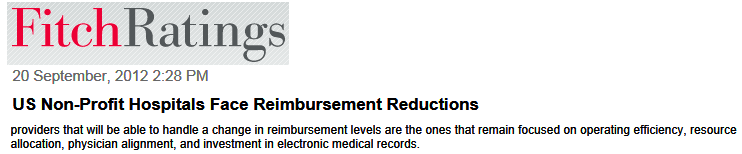 FitchRatings
20 September, 2012 2:28 PM
US Non-Profit Hospitals Face Reimbursement Reductions
providers that will be able to handle a change in reimbursement levels are the ones that remain focused on operating efficiency, resource
allocation, physician alignment, and investment in electronic medical records.